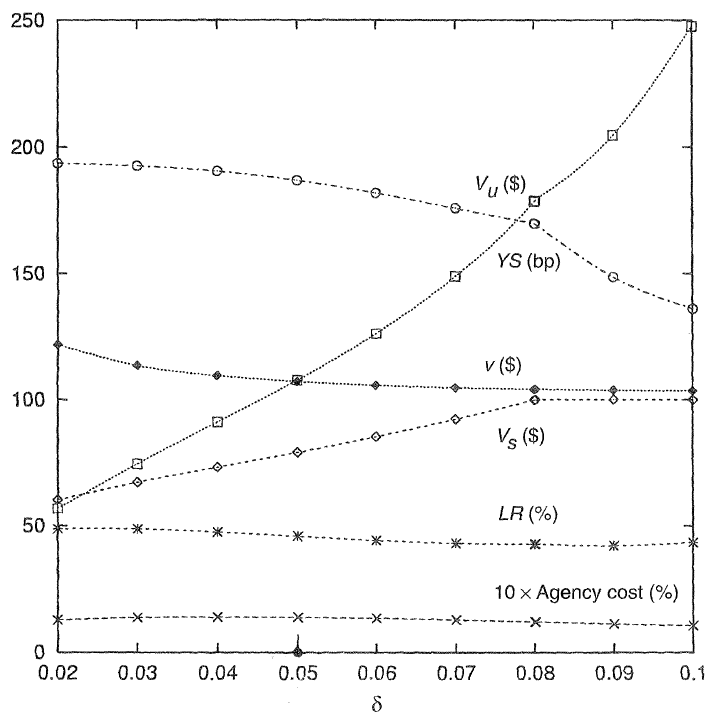 250
200
150
100
50
0
V_u ($)
YS (bp)
v ($)
V_s ($)
LR (%)
10 × Agency cost (%)
0.02 0.03 0.04 0.05 0.06 0.07 0.08 0.09 0.1
δ